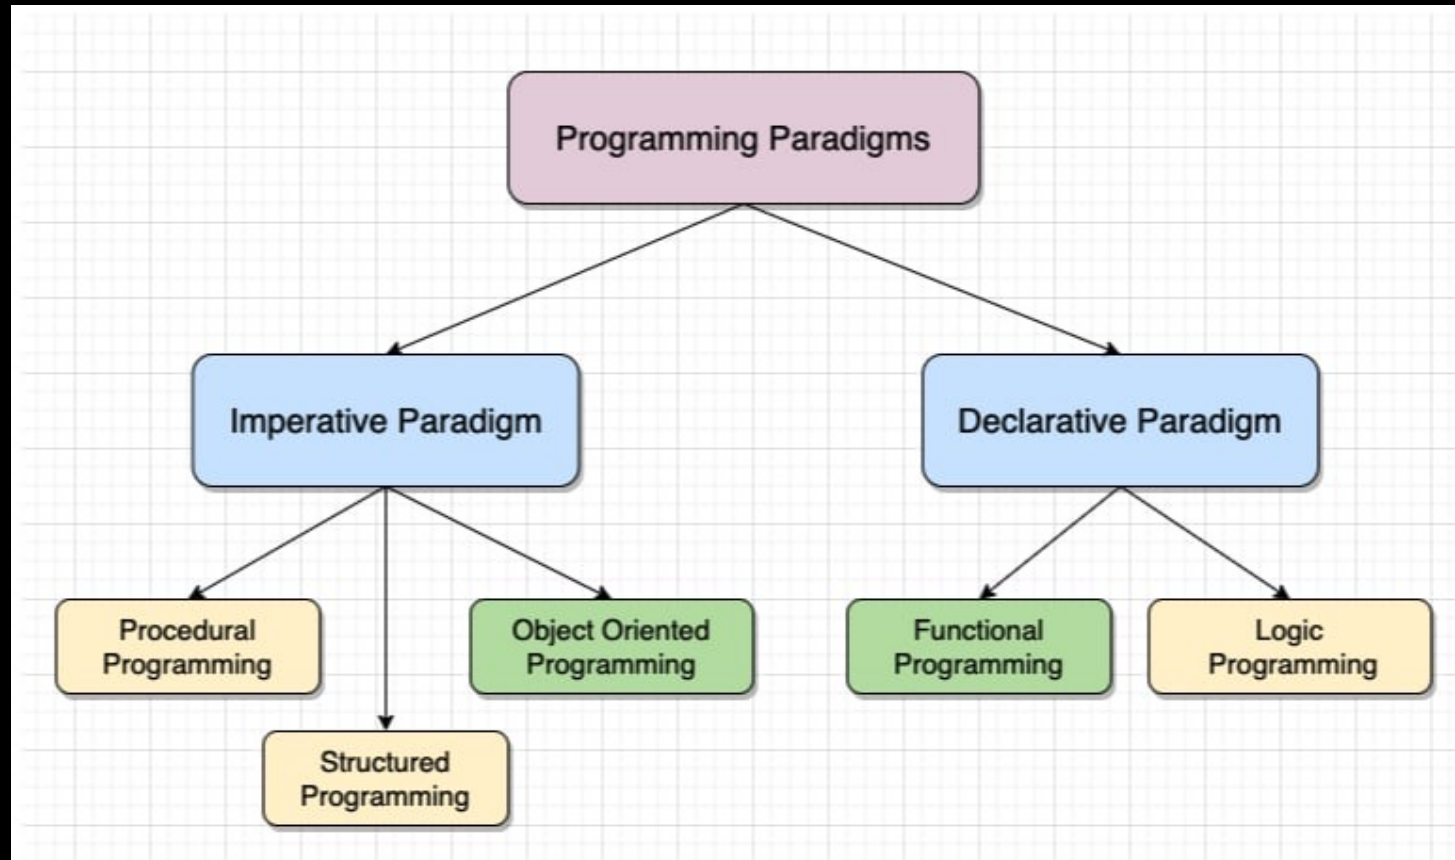 Programming Paradigms
Imperative Paradigm
Declarative Paradigm
Procedural
Programming
Object Oriented
Programming
Functional
Programming
Logic
Programming
Structured
Programming